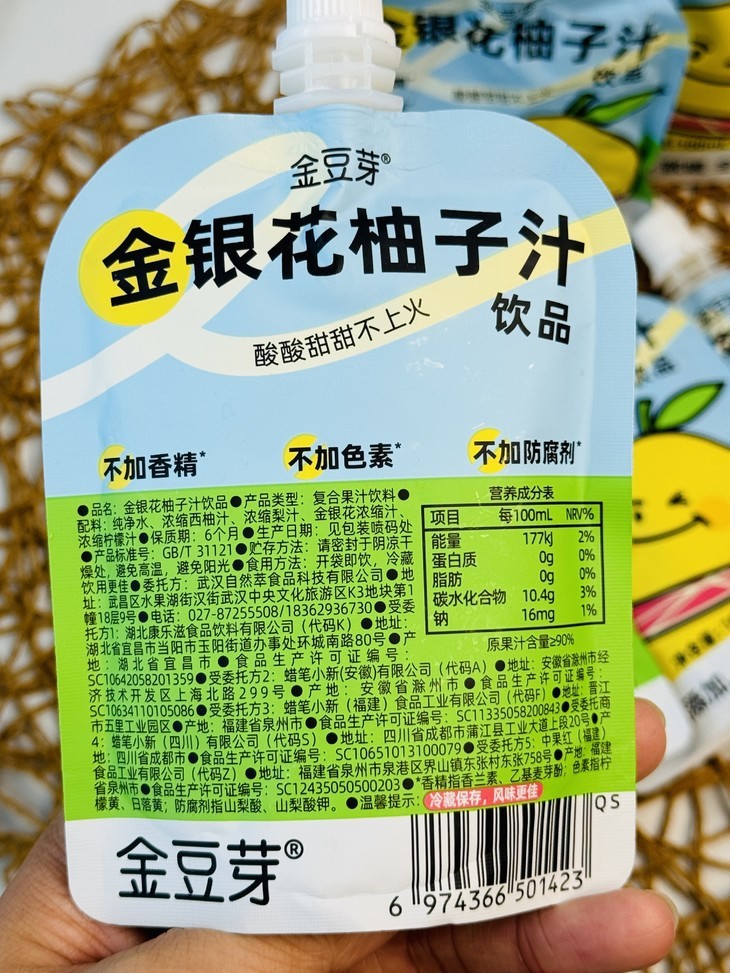 金豆芽®
金银花柚子汁
饮品
酸酸甜甜不上火
不加香精*
不加色素*
不加防腐剂*
●品名：金银花柚子汁饮品●产品类型：复合果汁饮料●
配料：纯净水、浓缩西柚汁、浓缩梨汁、金银花浓缩汁、
浓缩柠檬汁●保质期：6个月●生产日期：见包装喷码处
●产品标准号：GB/T 31121●贮存方法：请密封于阴凉干
燥处，避免高温，避免阳光●食用方法：开袋即饮，冷藏
饮用更佳●委托方：武汉自然萃食品科技有限公司●地
址：武昌区水果湖街汉街武汉中央文化旅游区K3地块第1
幢18层9号●电话：027-87255508/18362936730●受委
托方1：湖北康乐滋食品饮料有限公司（代码K）●地址：
湖北省宜昌市当阳市玉阳街道办事处环城南路80号●产
地：湖北省宜昌市●食品生产许可证编号：
SC10642058201359●受委托方2：蜡笔小新(安徽)有限公司（代码A）●地址：安徽省滁州市经
济技术开发区上海北路299号●产地：安徽省滁州市●食品生产许可证编号：
SC10634110105086●受委托方3：蜡笔小新（福建）食品工业有限公司（代码F）●地址：晋江
市五里工业园区●产地：福建省泉州市●食品生产许可证编号：SC11335058200843●受委托商
4：蜡笔小新（四川）有限公司（代码S）●地址：四川省成都市蒲江县工业大道上段20号●产
地：四川省成都市●食品生产许可证编号：SC10651013100079●受委托方5：中果红（福建）
食品工业有限公司（代码Z）●地址：福建省泉州市泉港区界山镇东张村东张758号●产地：福建
省泉州市●食品生产许可证编号：SC12435050500203●*香精指香兰素、乙基麦芽酚；色素指柠
檬黄、日落黄；防腐剂指山梨酸、山梨酸钾。●温馨提示：冷藏保存，风味更佳
营养成分表
项目 每100mL NRV%
能量 177kJ 2%
蛋白质 0g 0%
脂肪 0g 0%
碳水化合物 10.4g 3%
钠 16mg 1%
原果汁含量≥90%
QS
金豆芽®
6 974366 501423
银花柚子汁
饮品